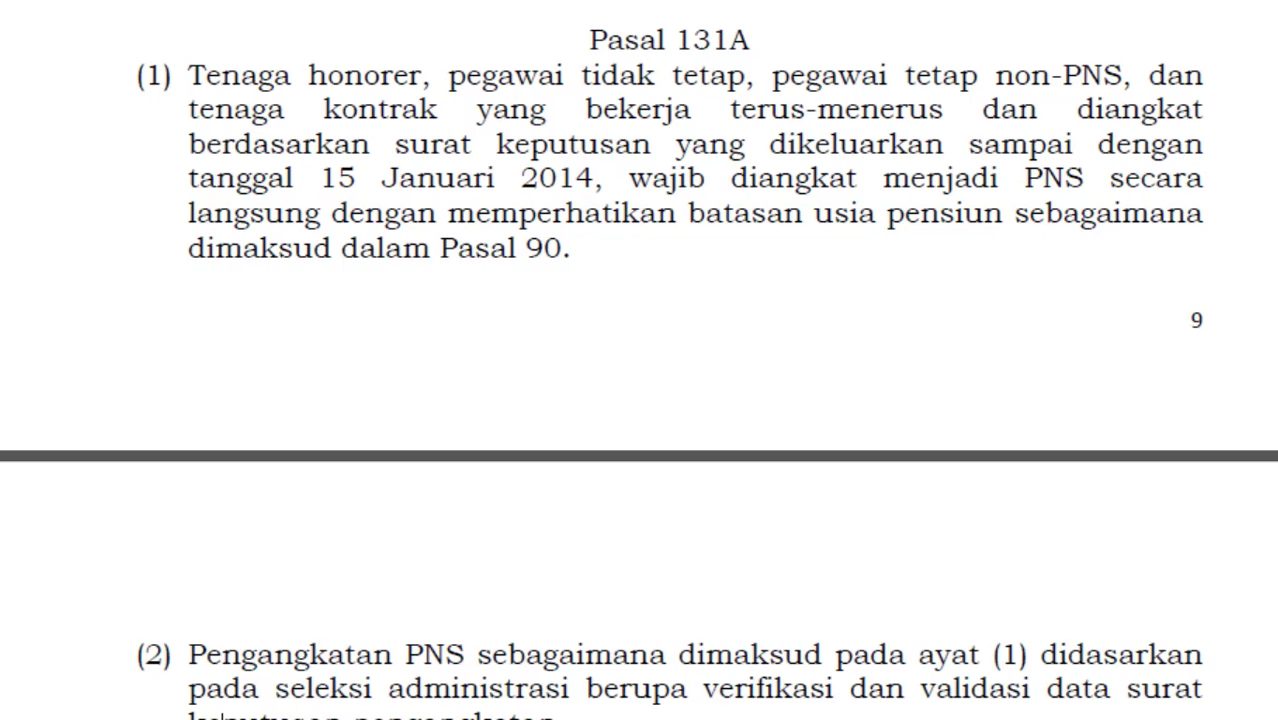 Pasal 131A
(1) Tenaga honorer, pegawai tidak tetap, pegawai tetap non-PNS, dan
tenaga kontrak yang bekerja terus-menerus dan diangkat
berdasarkan surat keputusan yang dikeluarkan sampai dengan
tanggal 15 Januari 2014, wajib diangkat menjadi PNS secara
langsung dengan memperhatikan batasan usia pensiun sebagaimana
dimaksud dalam Pasal 90.
9
(2) Pengangkatan PNS sebagaimana dimaksud pada ayat (1) didasarkan
pada seleksi administrasi berupa verifikasi dan validasi data surat